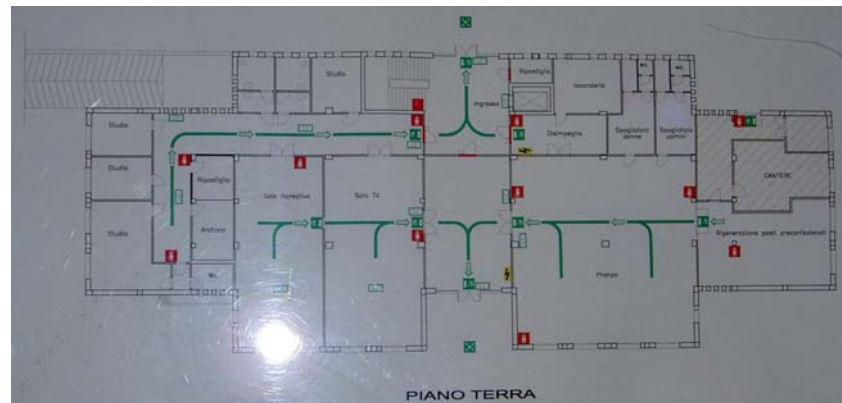 Studio
Ripostiglio
lavanderia
WC
WC
Ingresso
Studio
Disimpegno
Spogliatoio
donne
Spogliatoio
uomini
Studio
Ripostiglio
Sala Ricreativa
Sala TV
CANTIERE
Studio
Archivio
Rigenerazione pasti preconfezionati
Pranzo
WC
PIANO TERRA